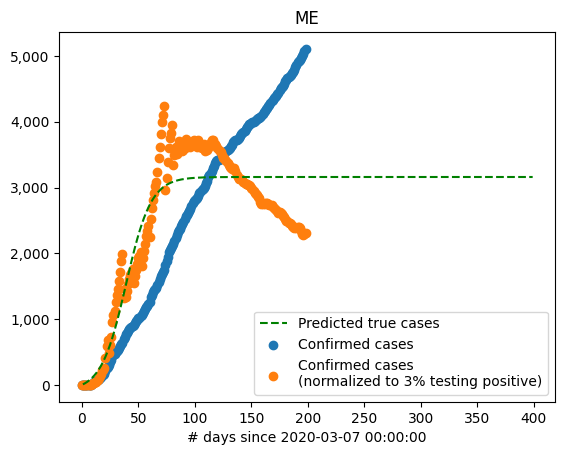 ME
5,000
4,000
3,000
2,000
1,000
0
Predicted true cases
Confirmed cases
Confirmed cases
(normalized to 3% testing positive)
0 50 100 150 200 250 300 350 400
# days since 2020-03-07 00:00:00